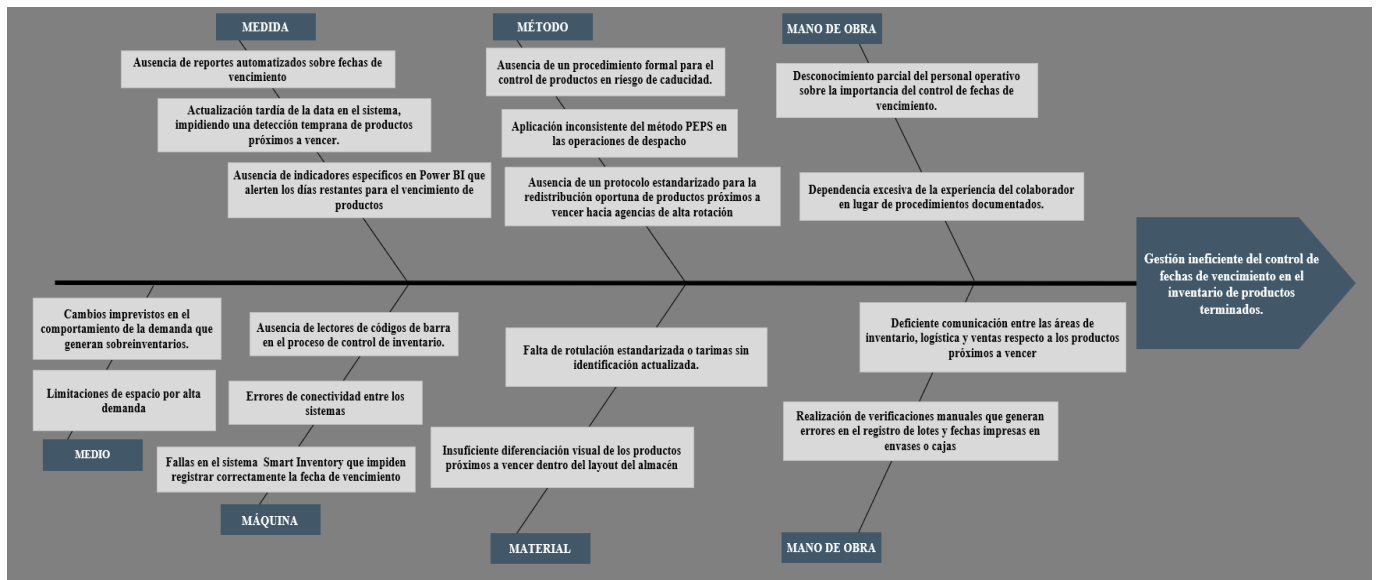 MEDIDA
Ausencia de reportes automatizados sobre fechas de
vencimiento
Actualización tardía de la data en el sistema,
impidiendo una detección temprana de productos
próximos a vencer.
Ausencia de indicadores específicos en Power BI que
alerten los días restantes para el vencimiento de
productos
MÉTODO
Ausencia de un procedimiento formal para el
control de productos en riesgo de caducidad.
Aplicación inconsistente del método PEPS en
las operaciones de despacho
Ausencia de un protocolo estandarizado para la
redistribución oportuna de productos próximos a
vencer hacia agencias de alta rotación
MANO DE OBRA
Desconocimiento parcial del personal operativo
sobre la importancia del control de fechas de
vencimiento.
Dependencia excesiva de la experiencia del colaborador
en lugar de procedimientos documentados.
Gestión ineficiente del control de
fechas de vencimiento en el
inventario de productos
terminados.
Cambios imprevistos en el
comportamiento de la demanda que
generan sobreinventarios.
Limitaciones de espacio por alta
demanda
MEDIO
Ausencia de lectores de códigos de barra
en el proceso de control de inventario.
Errores de conectividad entre los
sistemas
Fallas en el sistema Smart Inventory que impiden
registrar correctamente la fecha de vencimiento
MÁQUINA
Falta de rotulación estandarizada o tarimas sin
identificación actualizada.
Insuficiente diferenciación visual de los productos
próximos a vencer dentro del layout del almacén
MATERIAL
Deficiente comunicación entre las áreas de
inventario, logística y ventas respecto a los productos
próximos a vencer
Realización de verificaciones manuales que generan
errores en el registro de lotes y fechas impresas en
envases o cajas
MANO DE OBRA